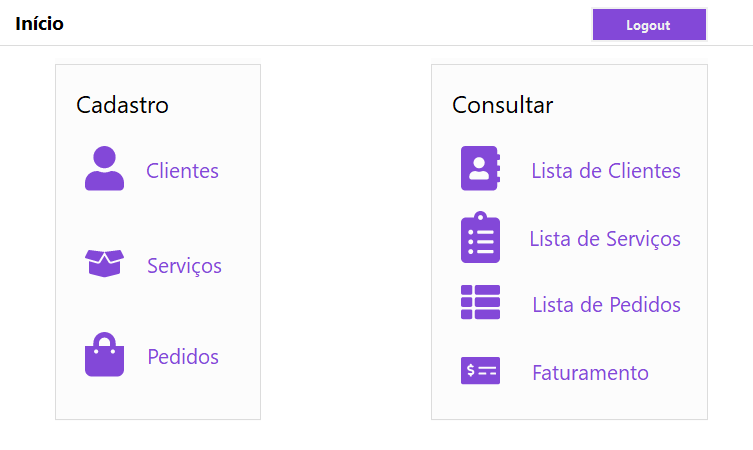 Início
Logout
Cadastro
Clientes
Serviços
Pedidos
Consultar
Lista de Clientes
Lista de Serviços
Lista de Pedidos
Faturamento